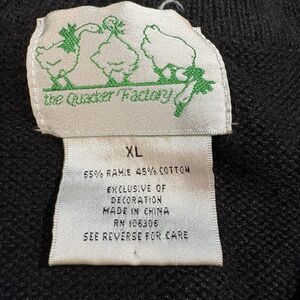 the Quacker Factory
XL
55% RAMIE 45% COTTON
EXCLUSIVE OF
DECORATION
MADE IN CHINA
RN 106306
SEE REVERSE FOR CARE